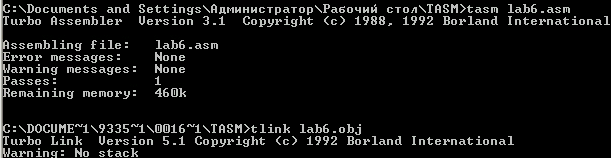 C:\Documents and Settings\Администратор\Рабочий стол\TASM>tasm lab6.asm
Turbo Assembler  Version 3.1  Copyright (c) 1988, 1992 Borland International
Assembling file:   lab6.asm
Error messages:    None
Warning messages:  None
Passes:            1
Remaining memory:  460k
C:\DOCUME~1\9335~1\0016~1\TASM>tlink lab6.obj
Turbo Link  Version 5.1 Copyright (c) 1992 Borland International
Warning: No stack